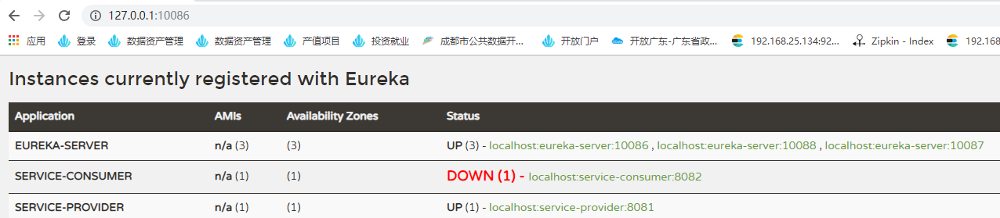 127.0.0.1:10086
应用 登录 数据资产管理 数据资产管理 产值项目 投资就业 成都市公共数据开... 开放门户 开放广东-广东省政... 192.168.25.134:92... Zipkin - Index 192.168
Instances currently registered with Eureka
Application AMIs Availability Zones Status
EUREKA-SERVER n/a (3) (3) UP (3) - localhost:eureka-server:10086 , localhost:eureka-server:10088 , localhost:eureka-server:10087
SERVICE-CONSUMER n/a (1) (1) DOWN (1) - localhost:service-consumer:8082
SERVICE-PROVIDER n/a (1) (1) UP (1) - localhost:service-provider:8081